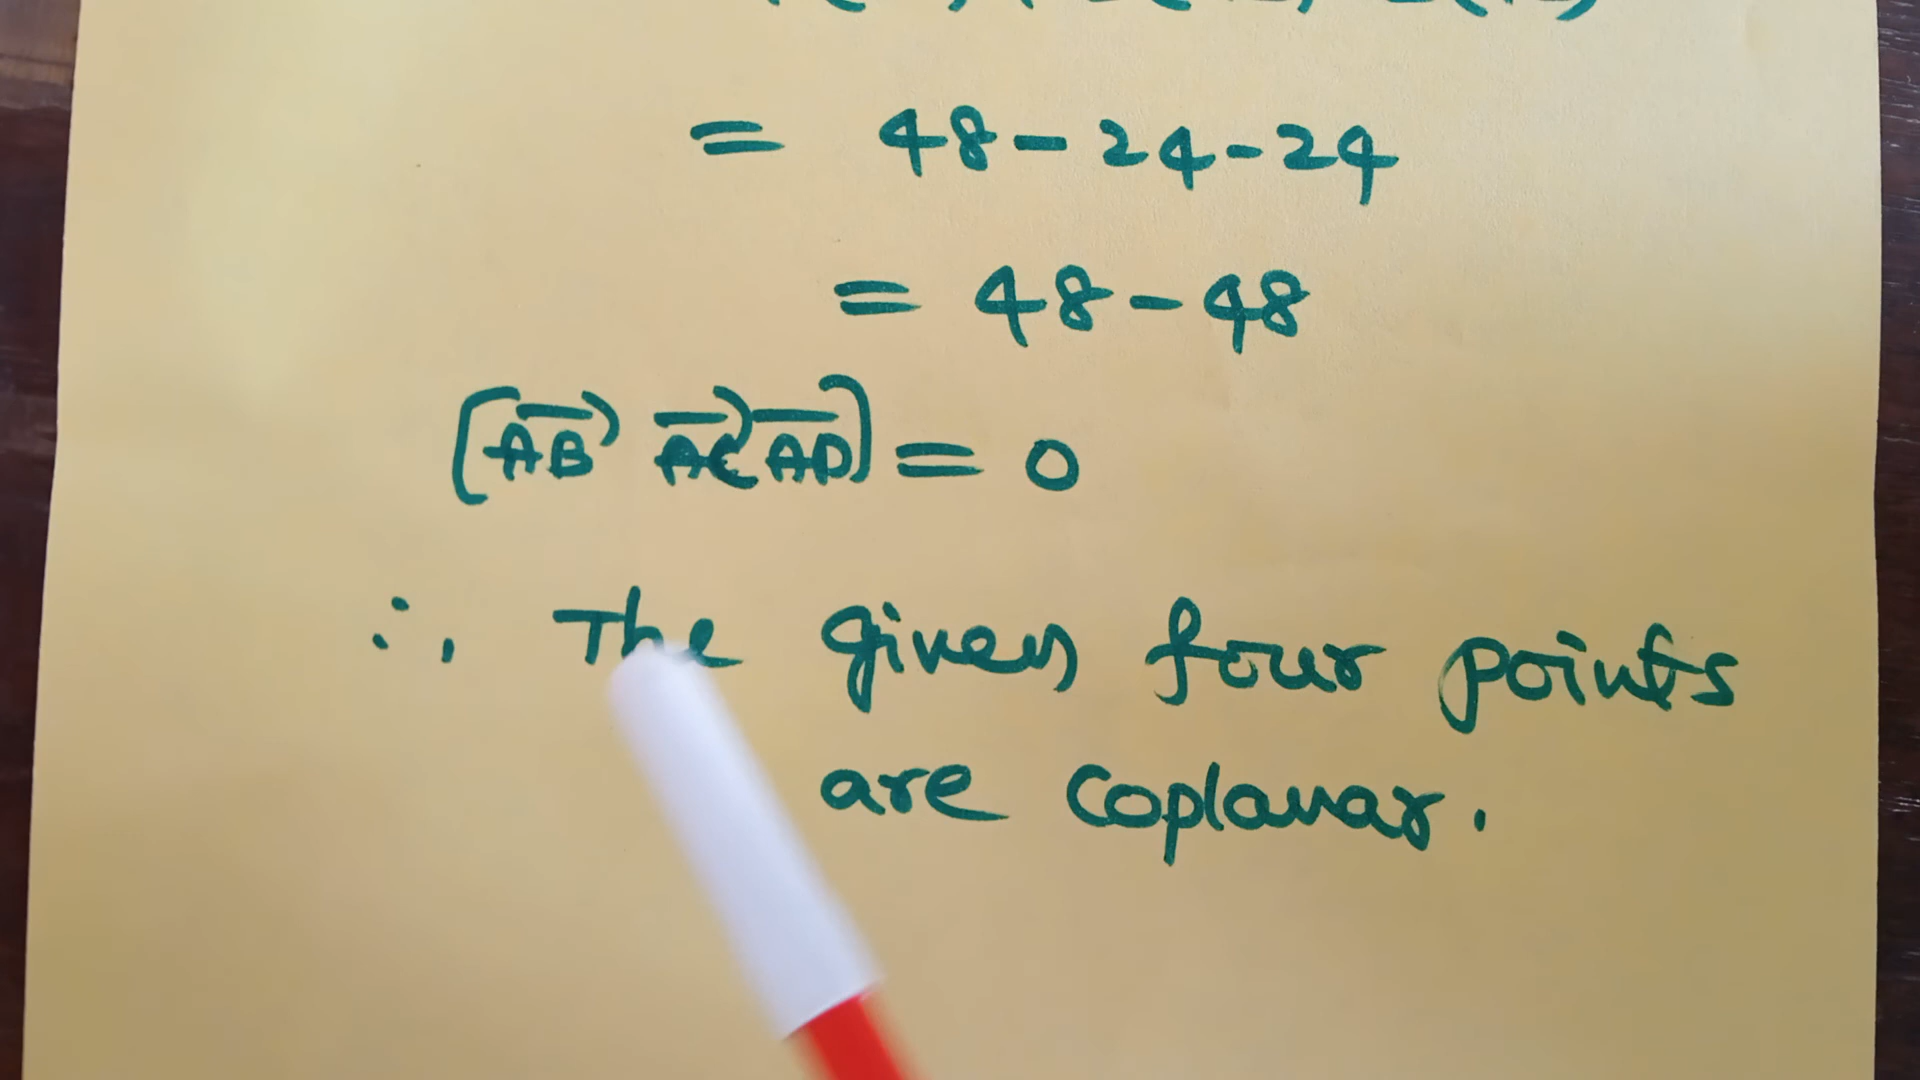 = 48 - 24 - 24
= 48 - 48
[AB⃗ AC⃗ AD⃗] = 0
∴ The given four points
are coplanar.